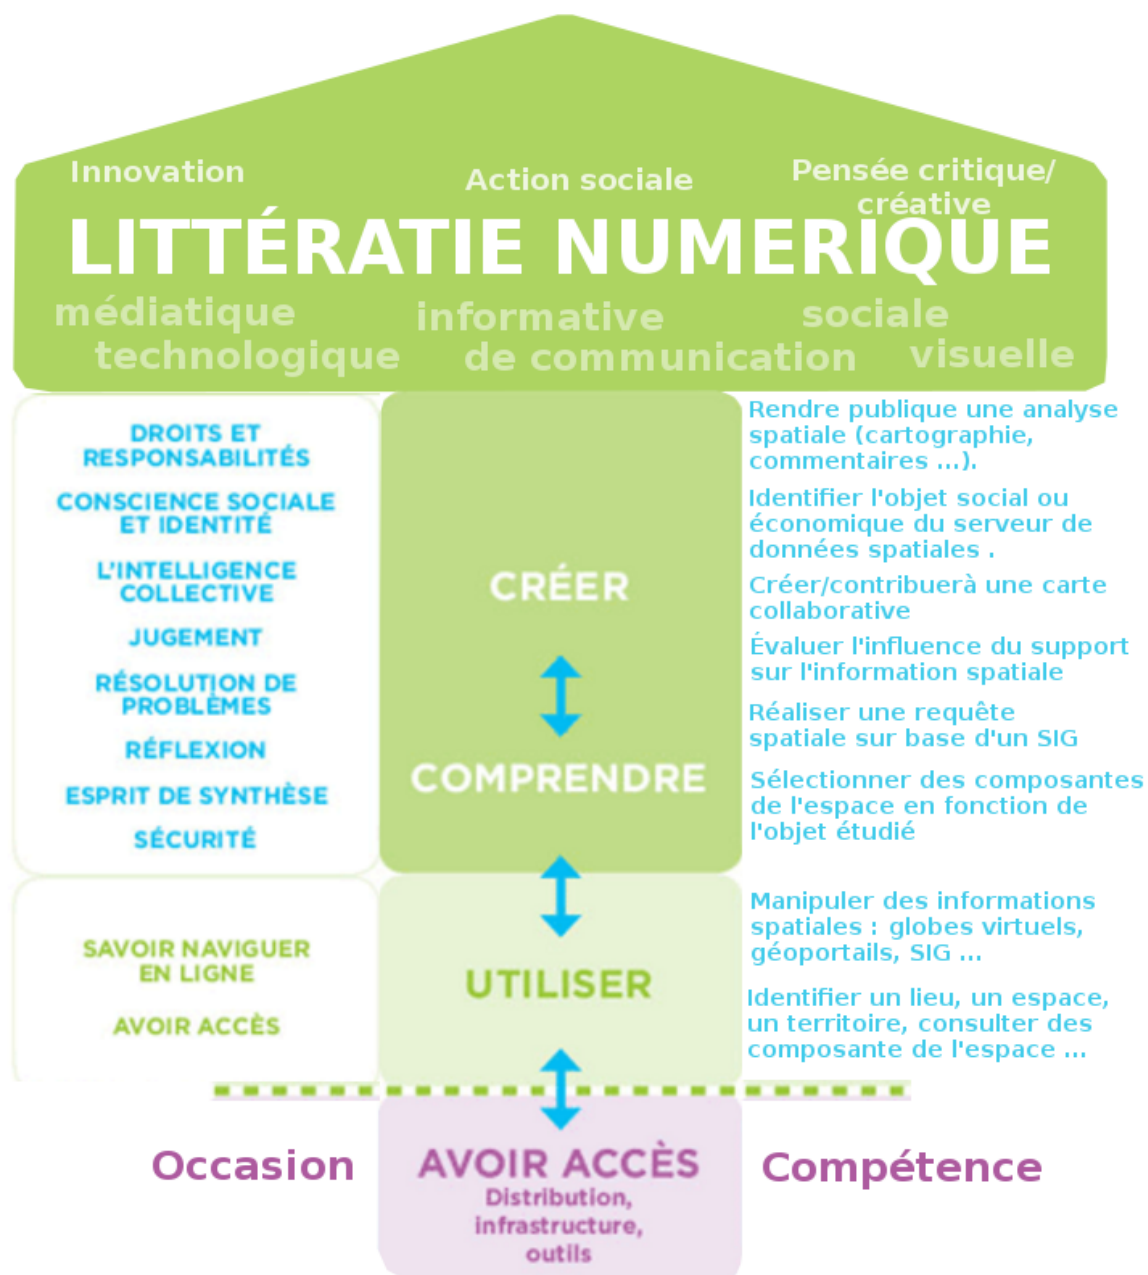 Innovation
Action sociale
Pensée critique/
créative
LITTÉRATIE NUMERIQUE
médiatique
informative
sociale
technologique
de communication
visuelle
DROITS ET
RESPONSABILITÉS
CONSCIENCE SOCIALE
ET IDENTITÉ
L'INTELLIGENCE
COLLECTIVE
JUGEMENT
RÉSOLUTION DE
PROBLÈMES
RÉFLEXION
ESPRIT DE SYNTHÈSE
SÉCURITÉ
CRÉER
COMPRENDRE
Rendre publique une analyse
spatiale (cartographie,
commentaires ...).
Identifier l'objet social ou
économique du serveur de
données spatiales .
Créer/contribuerà une carte
collaborative
Évaluer l'influence du support
sur l'information spatiale
Réaliser une requête
spatiale sur base d'un SIG
Sélectionner des composantes
de l'espace en fonction de
l'objet étudié
SAVOIR NAVIGUER
EN LIGNE
AVOIR ACCÈS
UTILISER
Manipuler des informations
spatiales : globes virtuels,
géoportails, SIG ...
Identifier un lieu, un espace,
un territoire, consulter des
composante de l'espace ...
Occasion
AVOIR ACCÈS
Distribution,
infrastructure,
outils
Compétence